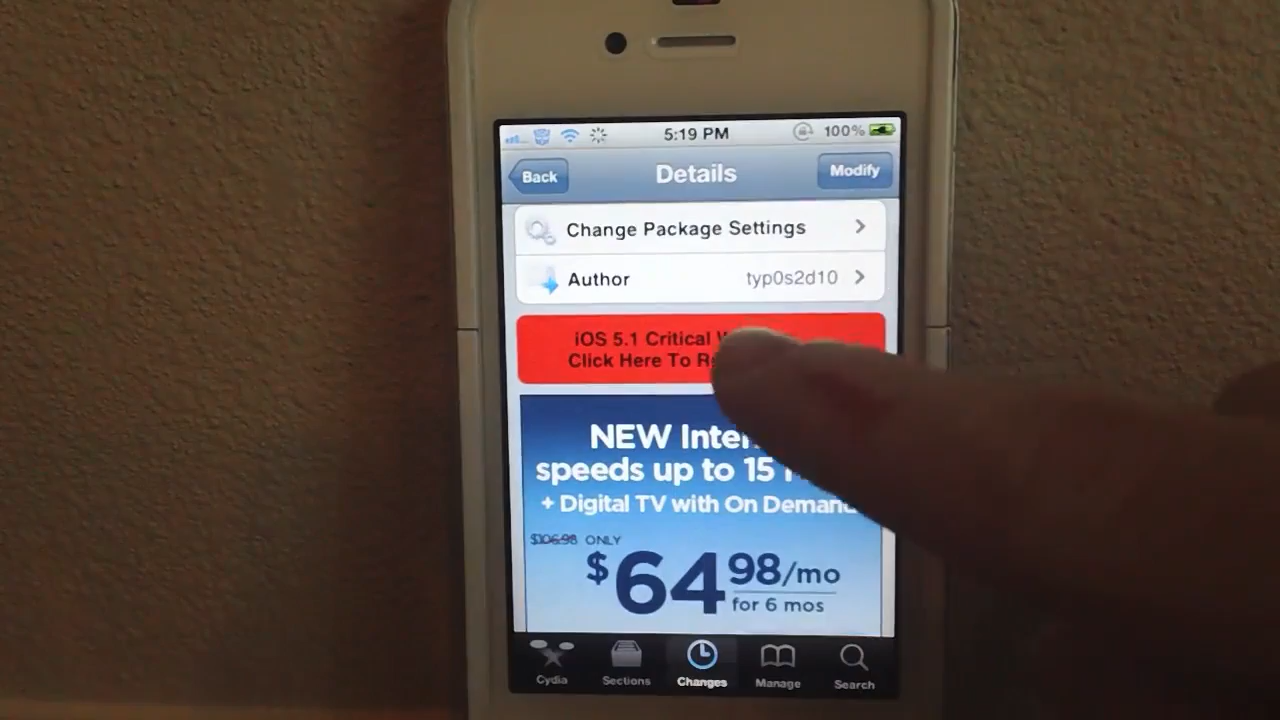 5:19 PM
100%
Back
Details
Modify
Change Package Settings
Author
typ0s2d10
iOS 5.1 Critical
Click Here To
NEW
speeds up to 15
+ Digital TV with On Demand
$106.98 ONLY
$64.98/mo
for 6 mos
Cydia
Sections
Changes
Manage
Search